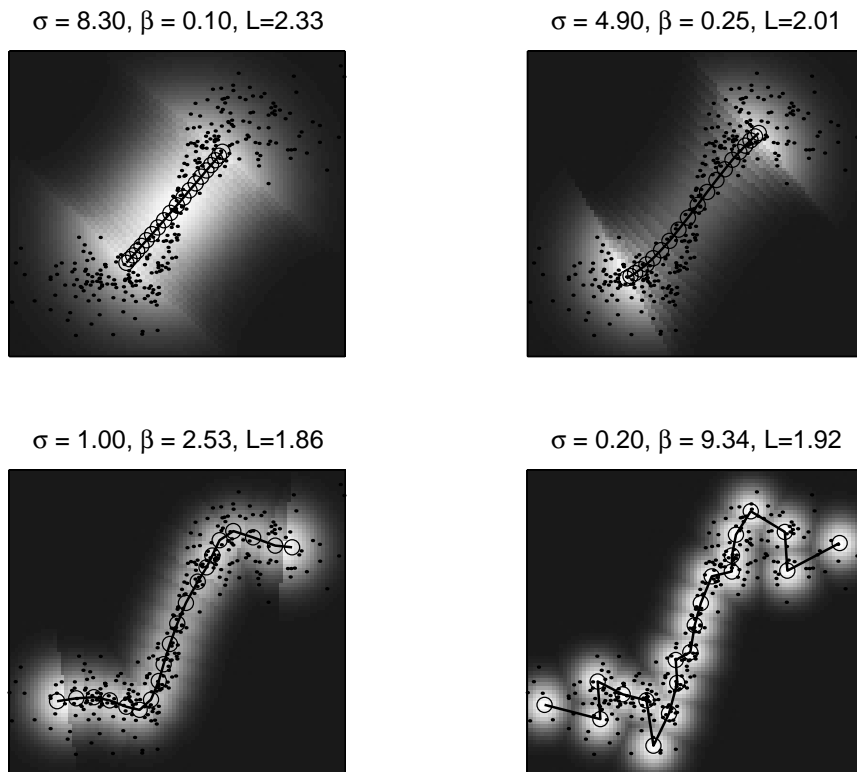 σ = 8.30, β = 0.10, L=2.33
σ = 4.90, β = 0.25, L=2.01
σ = 1.00, β = 2.53, L=1.86
σ = 0.20, β = 9.34, L=1.92